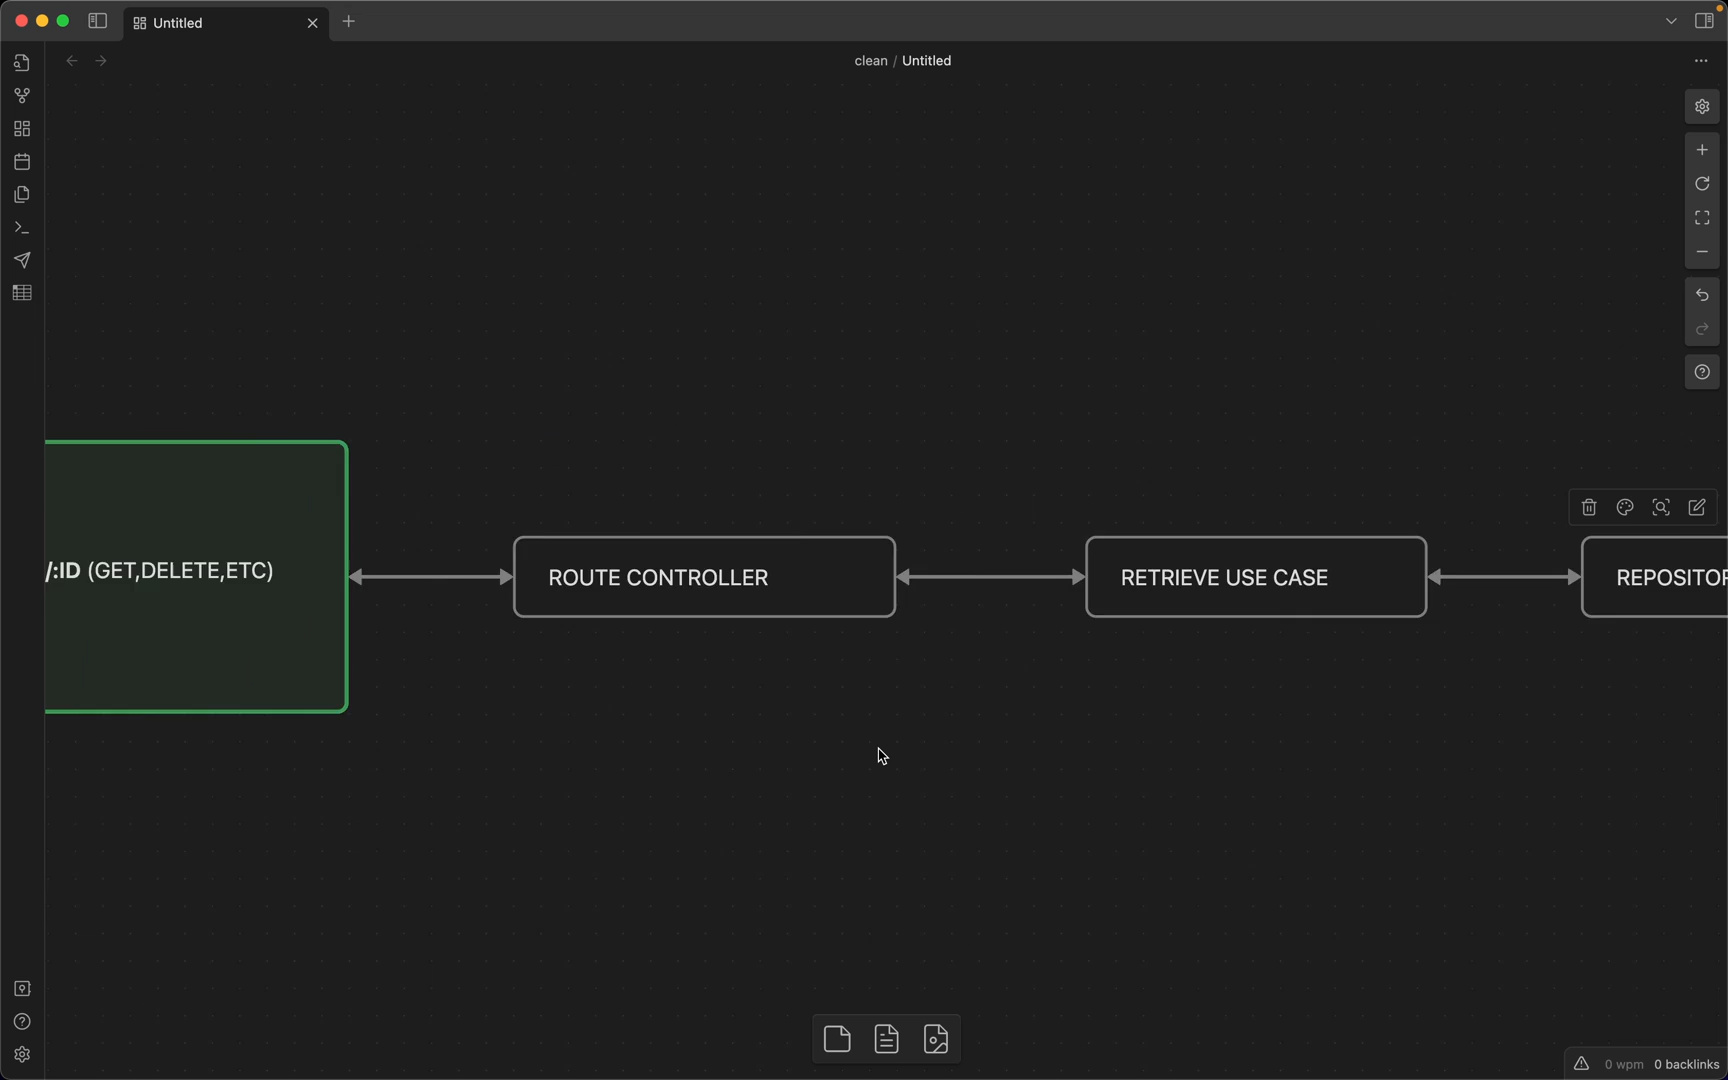 Untitled
clean / Untitled
/:ID (GET,DELETE,ETC)
ROUTE CONTROLLER
RETRIEVE USE CASE
REPOSITOR
0 wpm 0 backlinks